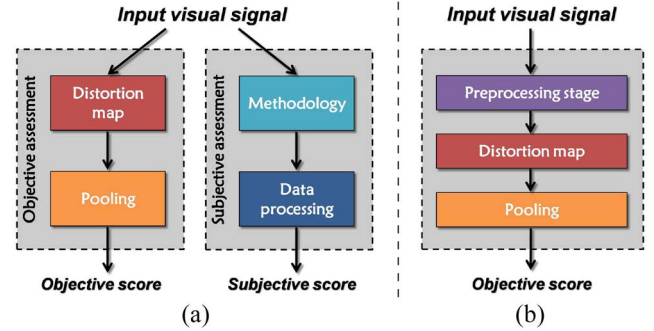 Input visual signal
Objective assessment
Distortion
map
Pooling
Objective score
Subjective assessment
Methodology
Data
processing
Subjective score
(a)
Input visual signal
Preprocessing stage
Distortion map
Pooling
Objective score
(b)